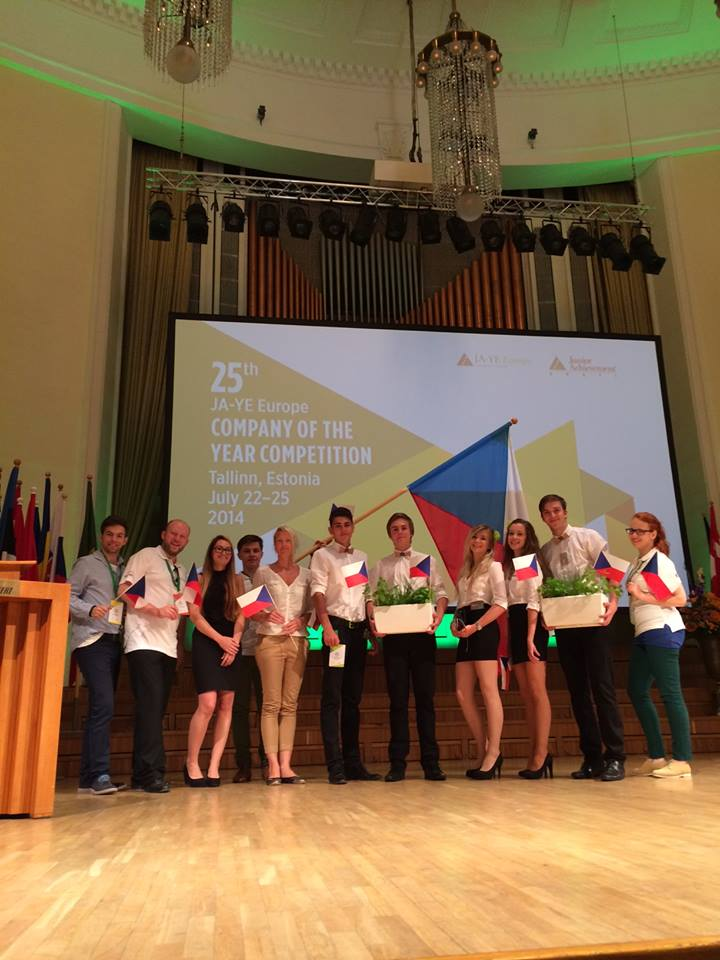 25th
JA-YE Europe
COMPANY OF THE
YEAR COMPETITION
Tallinn, Estonia
July 22–25
2014
JA-YE Europe
Junior
Achievement